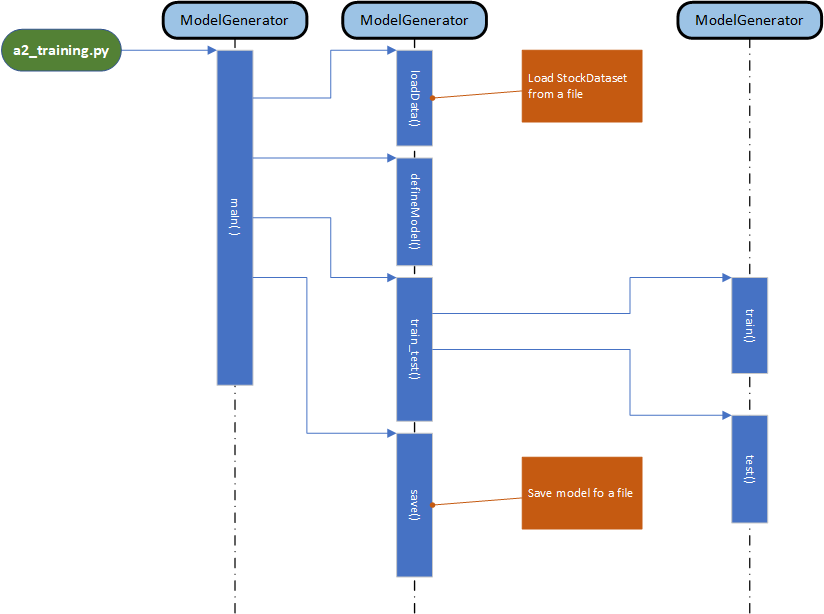 ModelGenerator
ModelGenerator
ModelGenerator
a2_training.py
main( )
loadData()
Load StockDataset
from a file
defineModel()
train_test()
train()
test()
save()
Save model fo a file